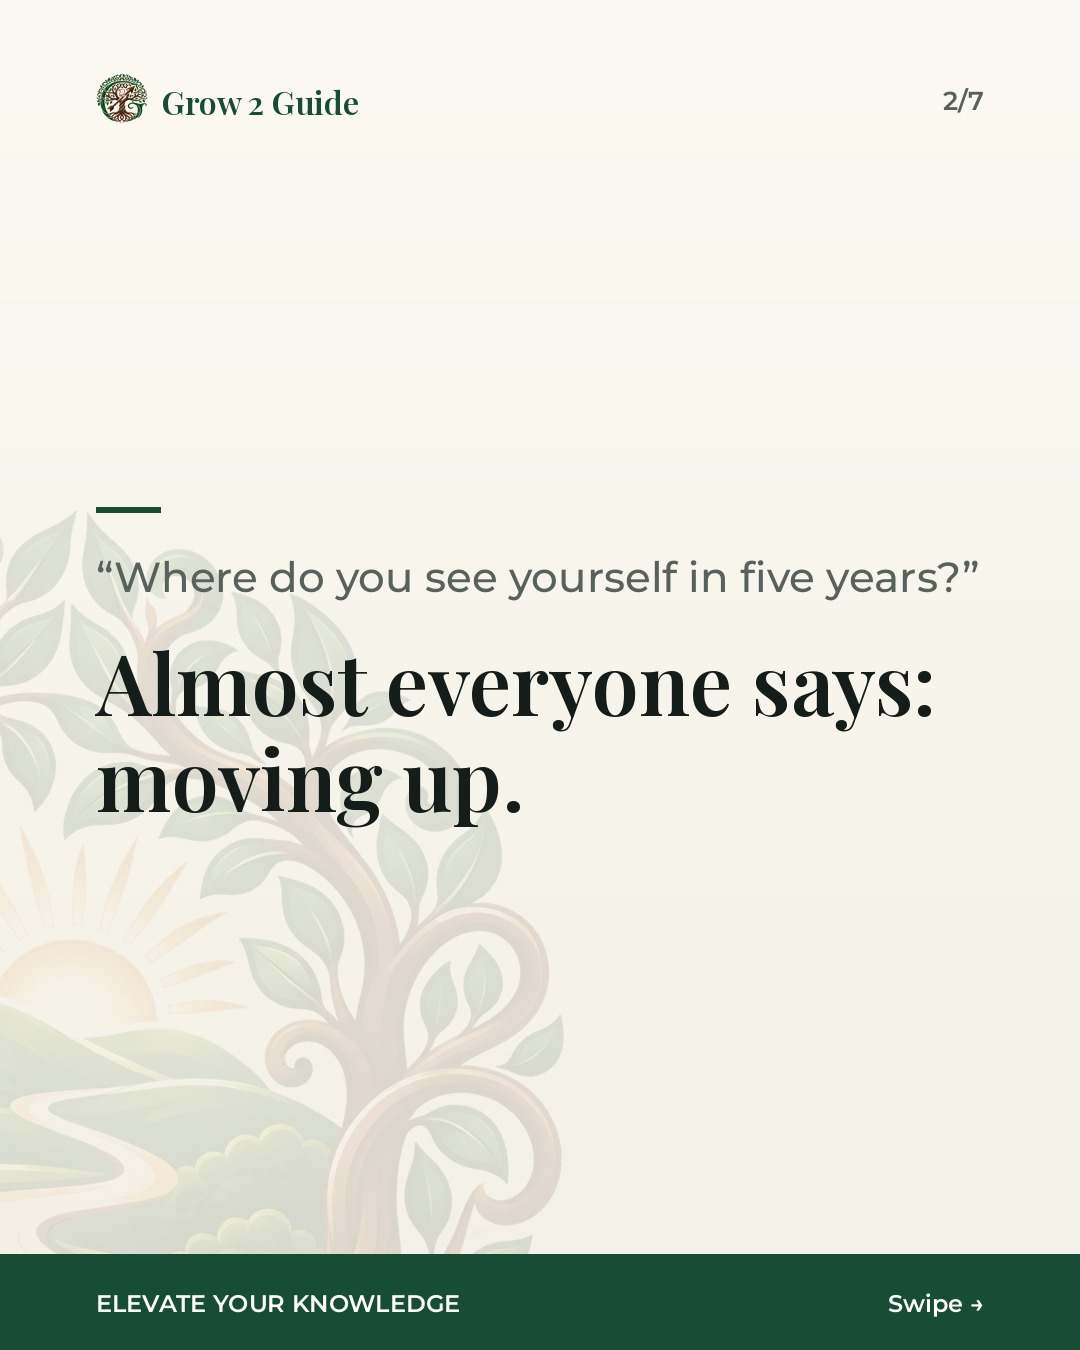 Grow 2 Guide
2/7
“Where do you see yourself in five years?”
Almost everyone says:
moving up.
ELEVATE YOUR KNOWLEDGE
Swipe →